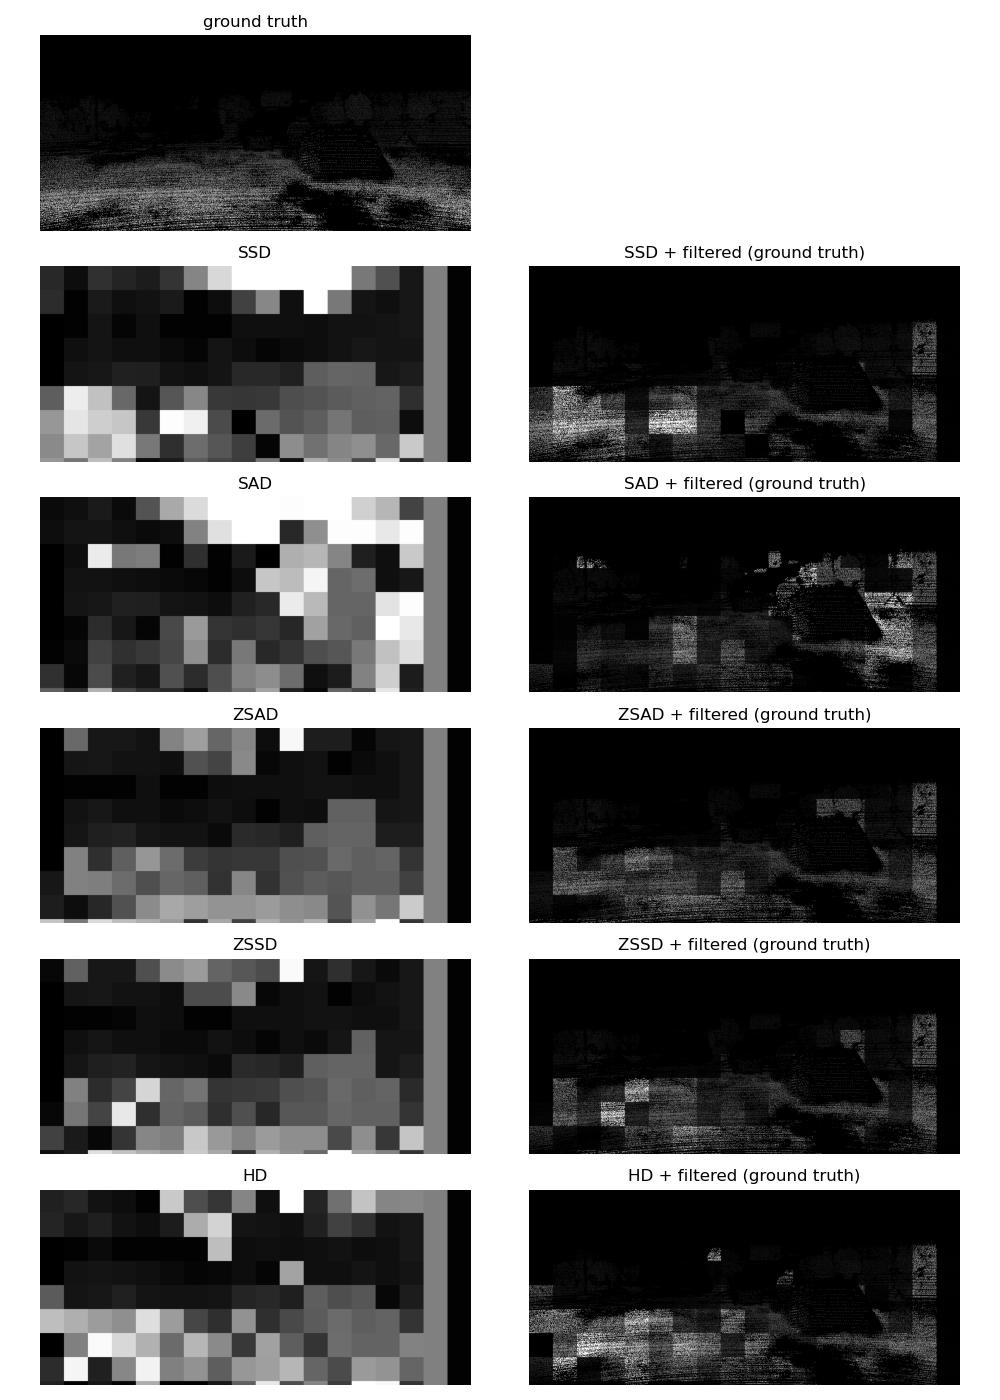 ground truth
SSD
SSD + filtered (ground truth)
SAD
SAD + filtered (ground truth)
ZSAD
ZSAD + filtered (ground truth)
ZSSD
ZSSD + filtered (ground truth)
HD
HD + filtered (ground truth)